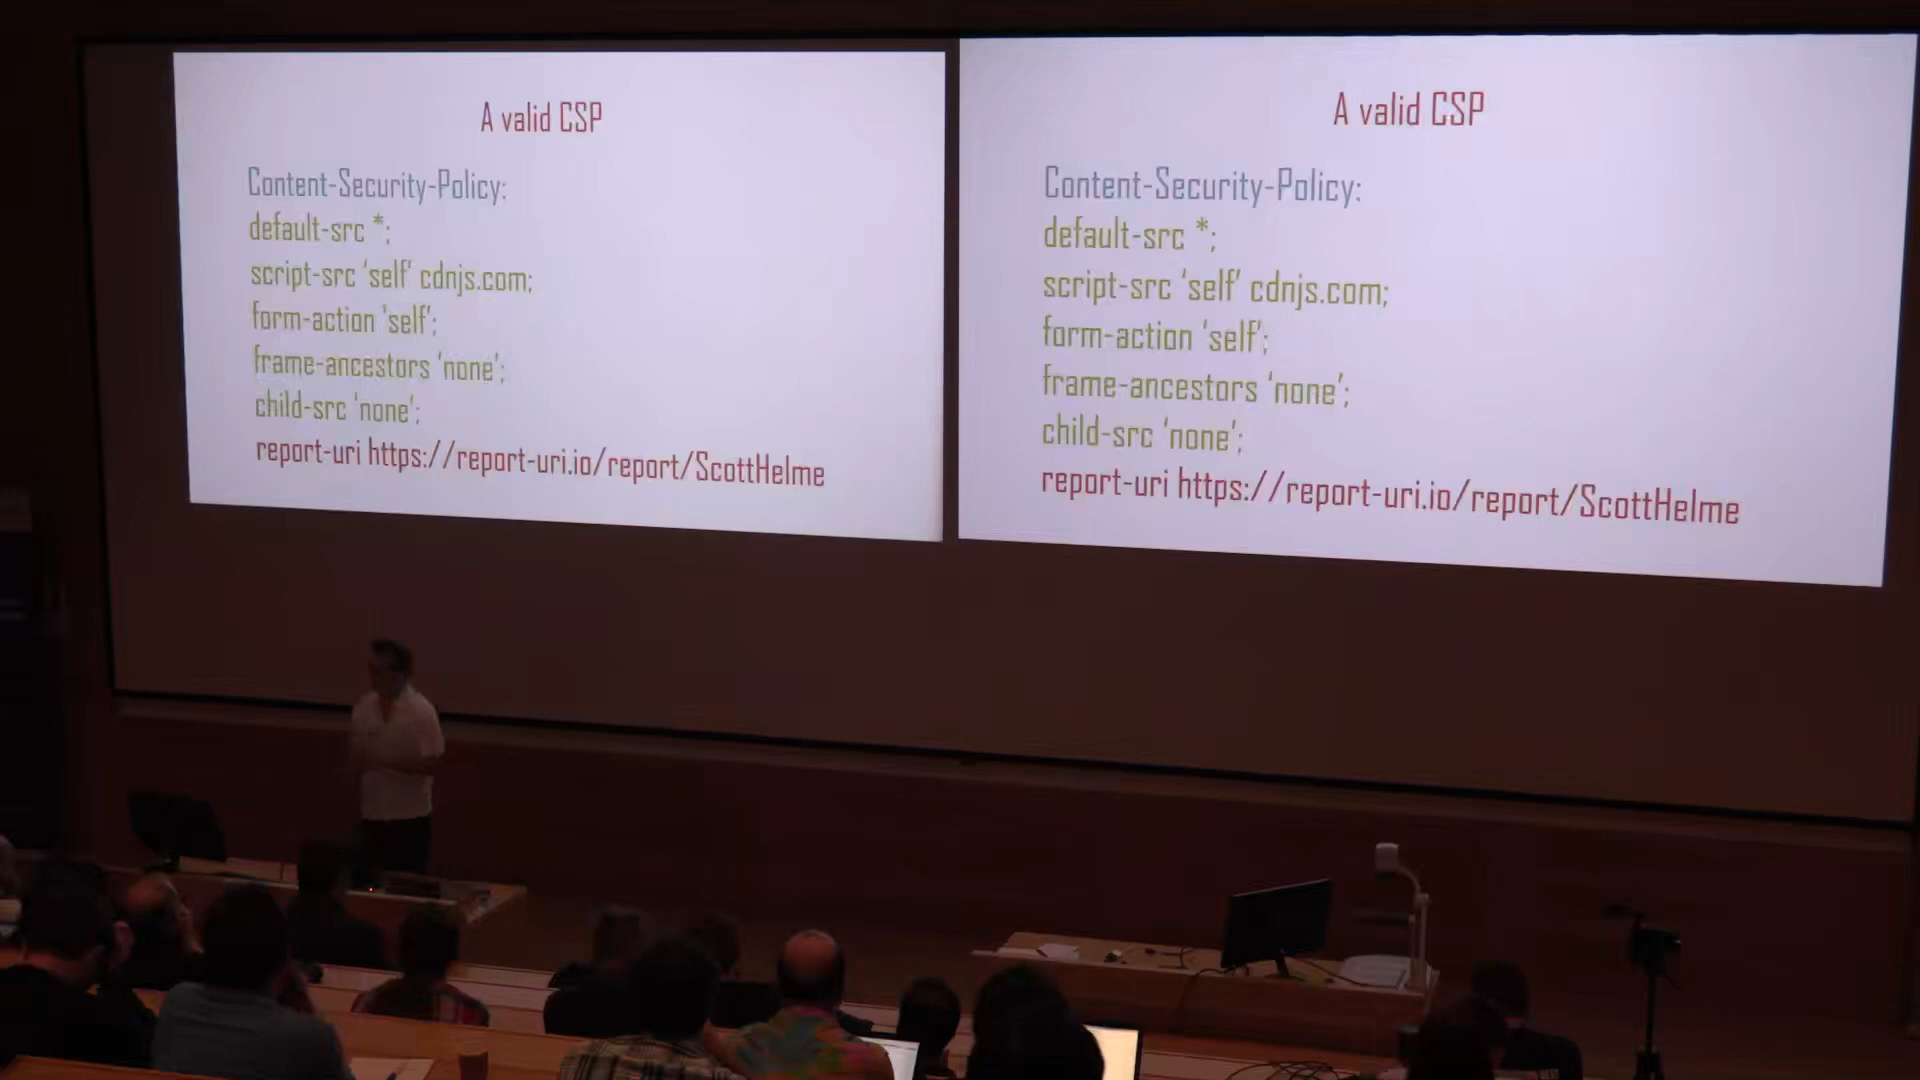 A valid CSP
Content-Security-Policy:
default-src *;
script-src 'self' cdnjs.com;
form-action 'self';
frame-ancestors 'none';
child-src 'none';
report-uri https://report-uri.io/report/ScottHelme
A valid CSP
Content-Security-Policy:
default-src *;
script-src 'self' cdnjs.com;
form-action 'self';
frame-ancestors 'none';
child-src 'none';
report-uri https://report-uri.io/report/ScottHelme